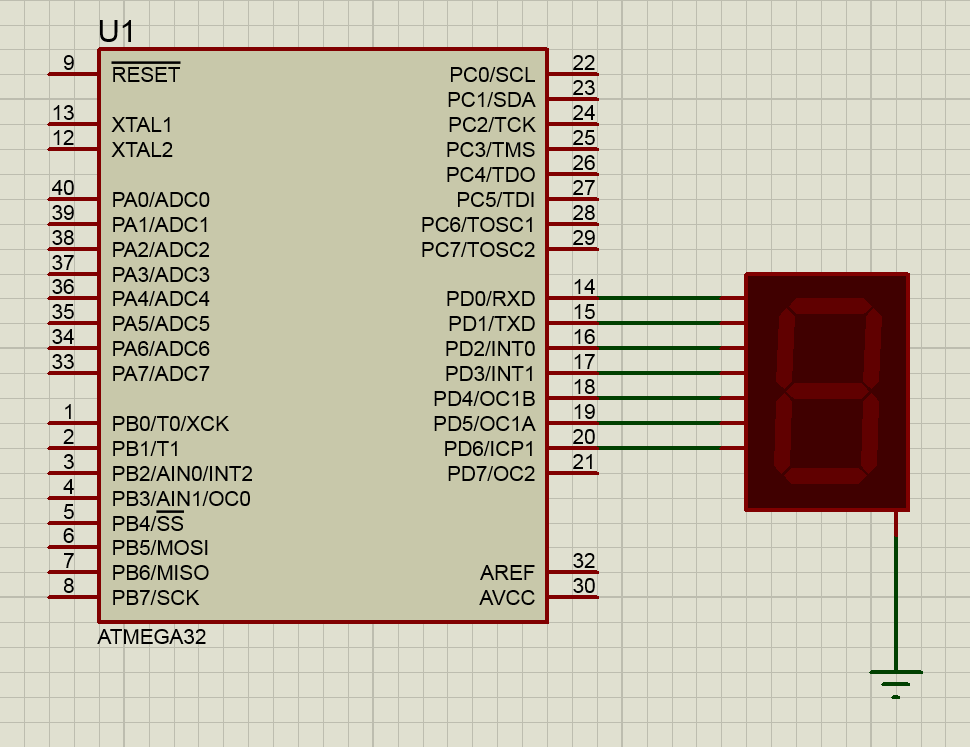 U1
9 RESET
13 XTAL1
12 XTAL2
40 PA0/ADC0
39 PA1/ADC1
38 PA2/ADC2
37 PA3/ADC3
36 PA4/ADC4
35 PA5/ADC5
34 PA6/ADC6
33 PA7/ADC7
1 PB0/T0/XCK
2 PB1/T1
3 PB2/AIN0/INT2
4 PB3/AIN1/OC0
5 PB4/SS
6 PB5/MOSI
7 PB6/MISO
8 PB7/SCK
PC0/SCL 22
PC1/SDA 23
PC2/TCK 24
PC3/TMS 25
PC4/TDO 26
PC5/TDI 27
PC6/TOSC1 28
PC7/TOSC2 29
PD0/RXD 14
PD1/TXD 15
PD2/INT0 16
PD3/INT1 17
PD4/OC1B 18
PD5/OC1A 19
PD6/ICP1 20
PD7/OC2 21
AREF 32
AVCC 30
ATMEGA32